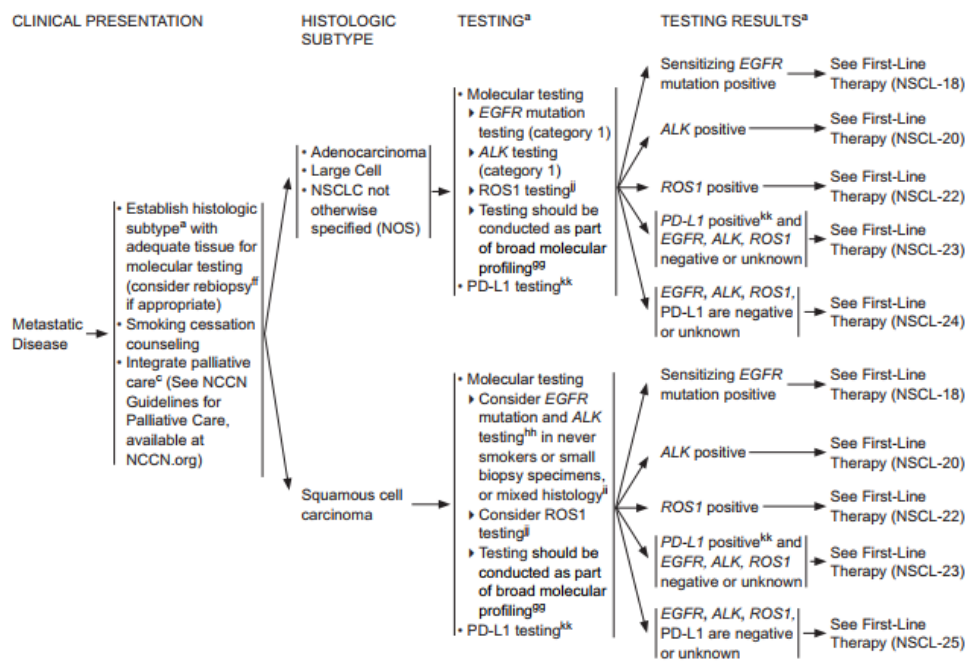 CLINICAL PRESENTATION
HISTOLOGIC
SUBTYPE
TESTINGᵃ
TESTING RESULTSᵃ
Metastatic
Disease
• Establish histologic
subtypeᵃ with
adequate tissue for
molecular testing
(consider rebiopsyᶠᶠ
if appropriate)
• Smoking cessation
counseling
• Integrate palliative
careᶜ (See NCCN
Guidelines for
Palliative Care,
available at
NCCN.org)
• Adenocarcinoma
• Large Cell
• NSCLC not
otherwise
specified (NOS)
• Molecular testing
▸ EGFR mutation
testing (category 1)
▸ ALK testing
(category 1)
▸ ROS1 testingʲʲ
▸ Testing should be
conducted as part
of broad molecular
profilingᵍᵍ
• PD-L1 testingᵏᵏ
Sensitizing EGFR
mutation positive
See First-Line
Therapy (NSCL-18)
ALK positive
See First-Line
Therapy (NSCL-20)
ROS1 positive
See First-Line
Therapy (NSCL-22)
PD-L1 positiveᵏᵏ and
EGFR, ALK, ROS1
negative or unknown
See First-Line
Therapy (NSCL-23)
EGFR, ALK, ROS1,
PD-L1 are negative
or unknown
See First-Line
Therapy (NSCL-24)
Squamous cell
carcinoma
• Molecular testing
▸ Consider EGFR
mutation and ALK
testingʰʰ in never
smokers or small
biopsy specimens,
or mixed histologyⁱⁱ
▸ Consider ROS1
testingʲʲ
▸ Testing should be
conducted as part
of broad molecular
profilingᵍᵍ
• PD-L1 testingᵏᵏ
Sensitizing EGFR
mutation positive
See First-Line
Therapy (NSCL-18)
ALK positive
See First-Line
Therapy (NSCL-20)
ROS1 positive
See First-Line
Therapy (NSCL-22)
PD-L1 positiveᵏᵏ and
EGFR, ALK, ROS1
negative or unknown
See First-Line
Therapy (NSCL-23)
EGFR, ALK, ROS1,
PD-L1 are negative
or unknown
See First-Line
Therapy (NSCL-25)